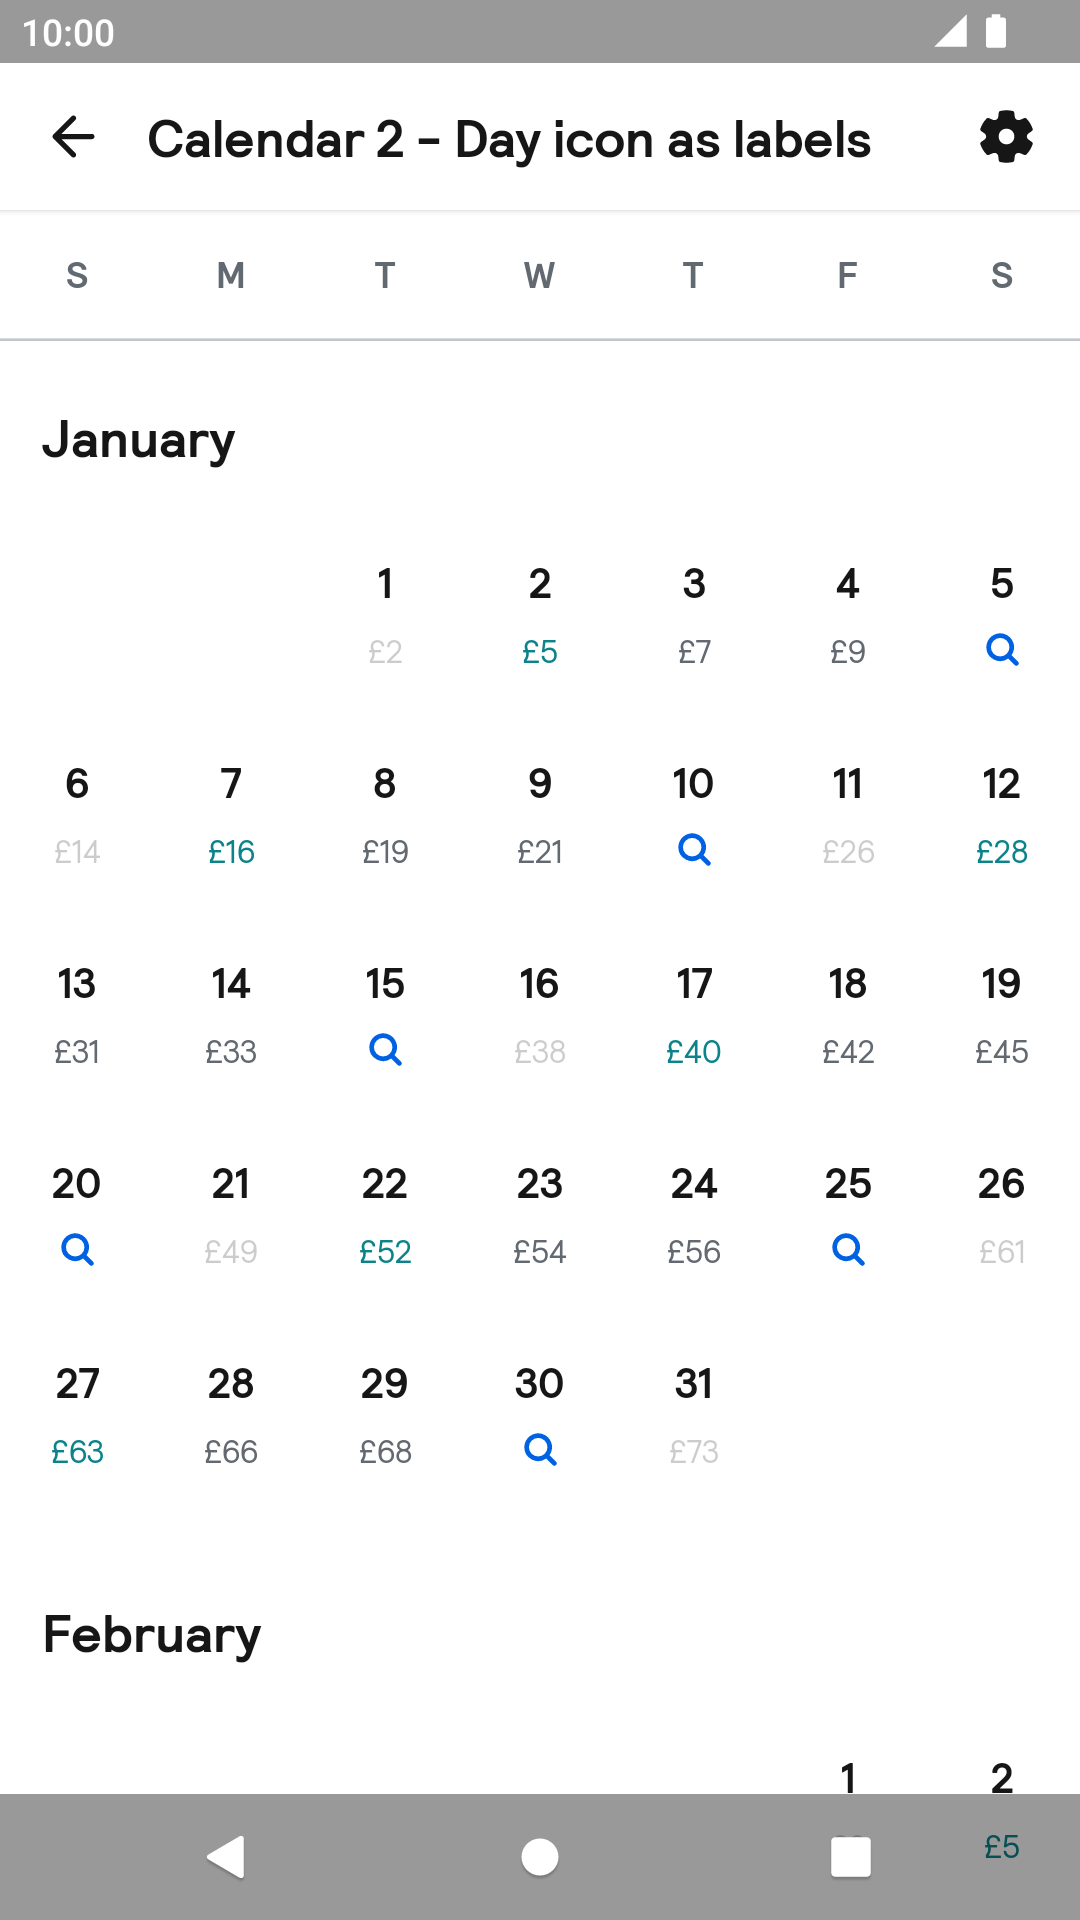 10:00
Calendar 2 – Day icon as labels
S M T W T F S
January
1 2 3 4 5
£2 £5 £7 £9
6 7 8 9 10 11 12
£14 £16 £19 £21 £26 £28
13 14 15 16 17 18 19
£31 £33 £38 £40 £42 £45
20 21 22 23 24 25 26
£49 £52 £54 £56 £61
27 28 29 30 31
£63 £66 £68 £73
February
1 2
£5